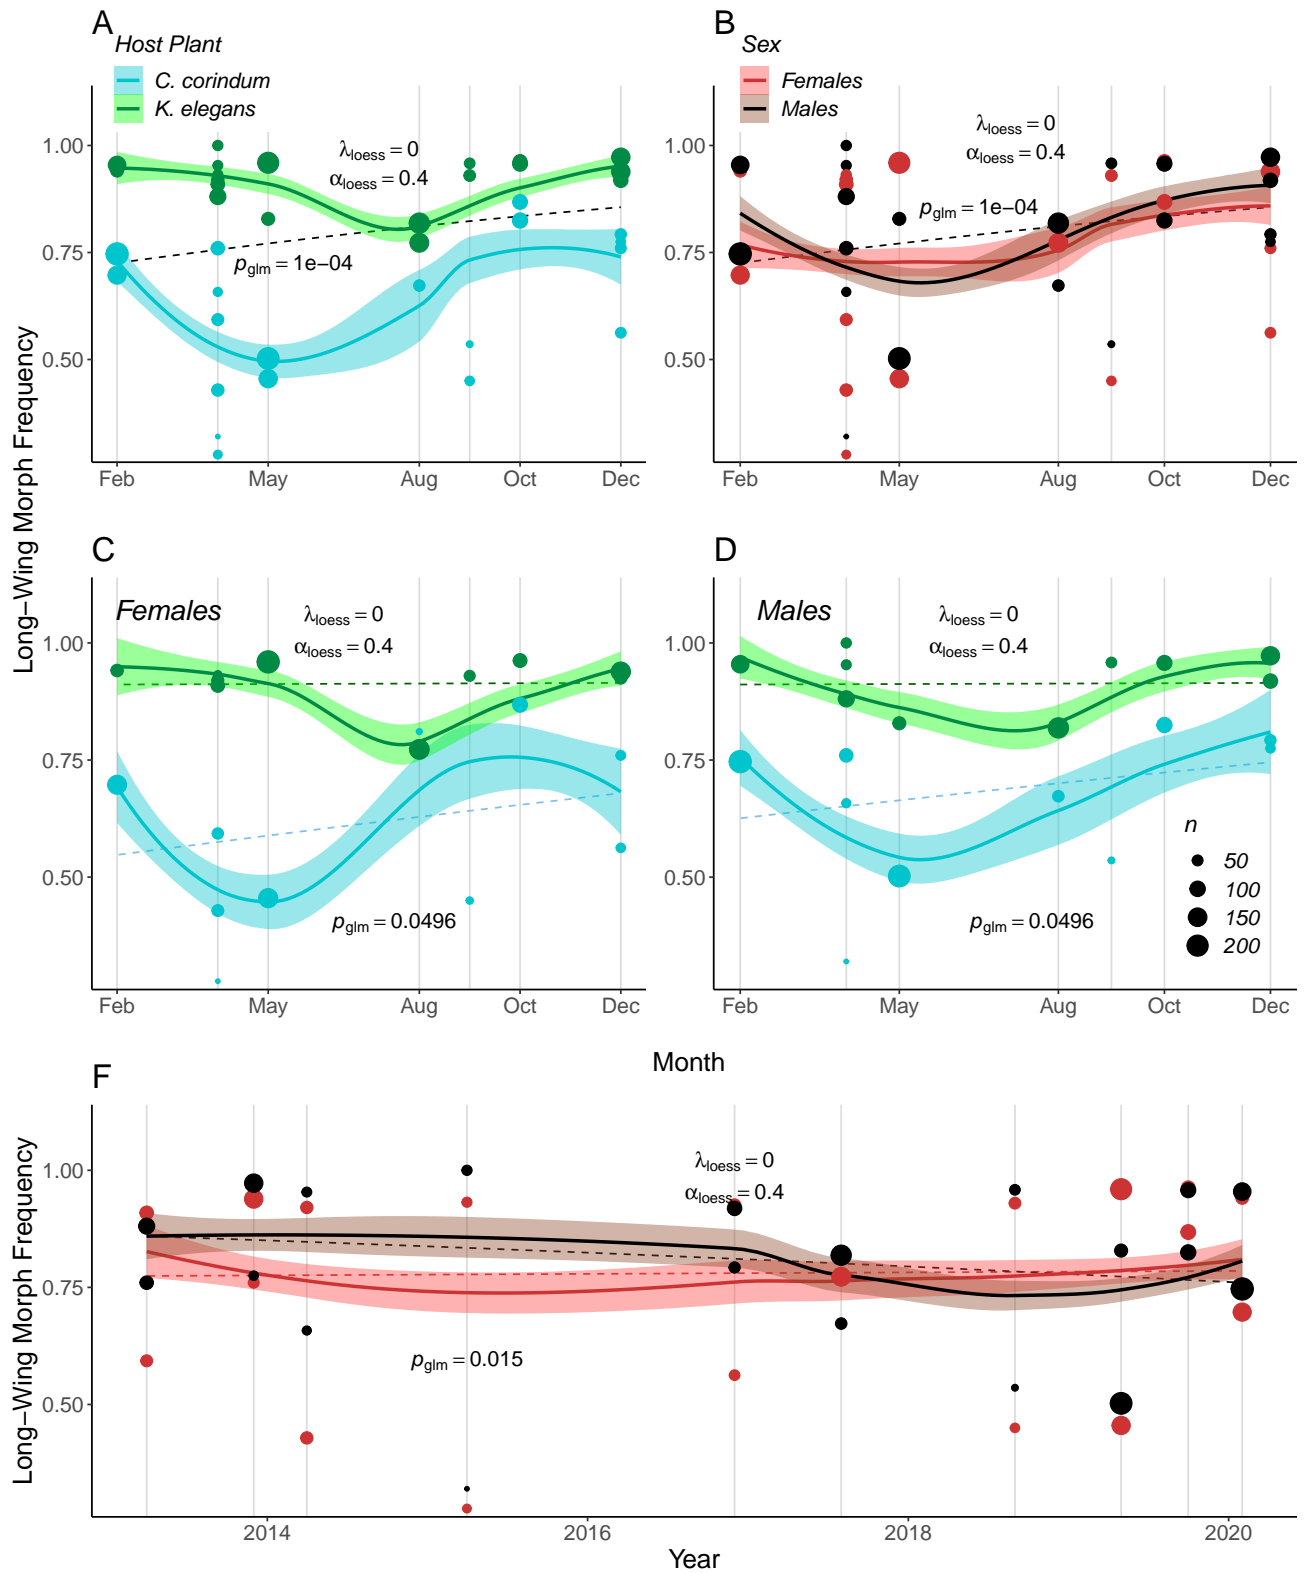 A
Host Plant
C. corindum
K. elegans
λloess = 0
αloess = 0.4
pglm = 1e−04
1.00
0.75
0.50
Feb May Aug Oct Dec
B
Sex
Females
Males
λloess = 0
αloess = 0.4
pglm = 1e−04
1.00
0.75
0.50
Feb May Aug Oct Dec
Long−Wing Morph Frequency
C
Females
λloess = 0
αloess = 0.4
pglm = 0.0496
1.00
0.75
0.50
Feb May Aug Oct Dec
D
Males
λloess = 0
αloess = 0.4
pglm = 0.0496
n
50
100
150
200
1.00
0.75
0.50
Feb May Aug Oct Dec
Month
F
Long−Wing Morph Frequency
λloess = 0
αloess = 0.4
pglm = 0.015
1.00
0.75
0.50
2014 2016 2018 2020
Year